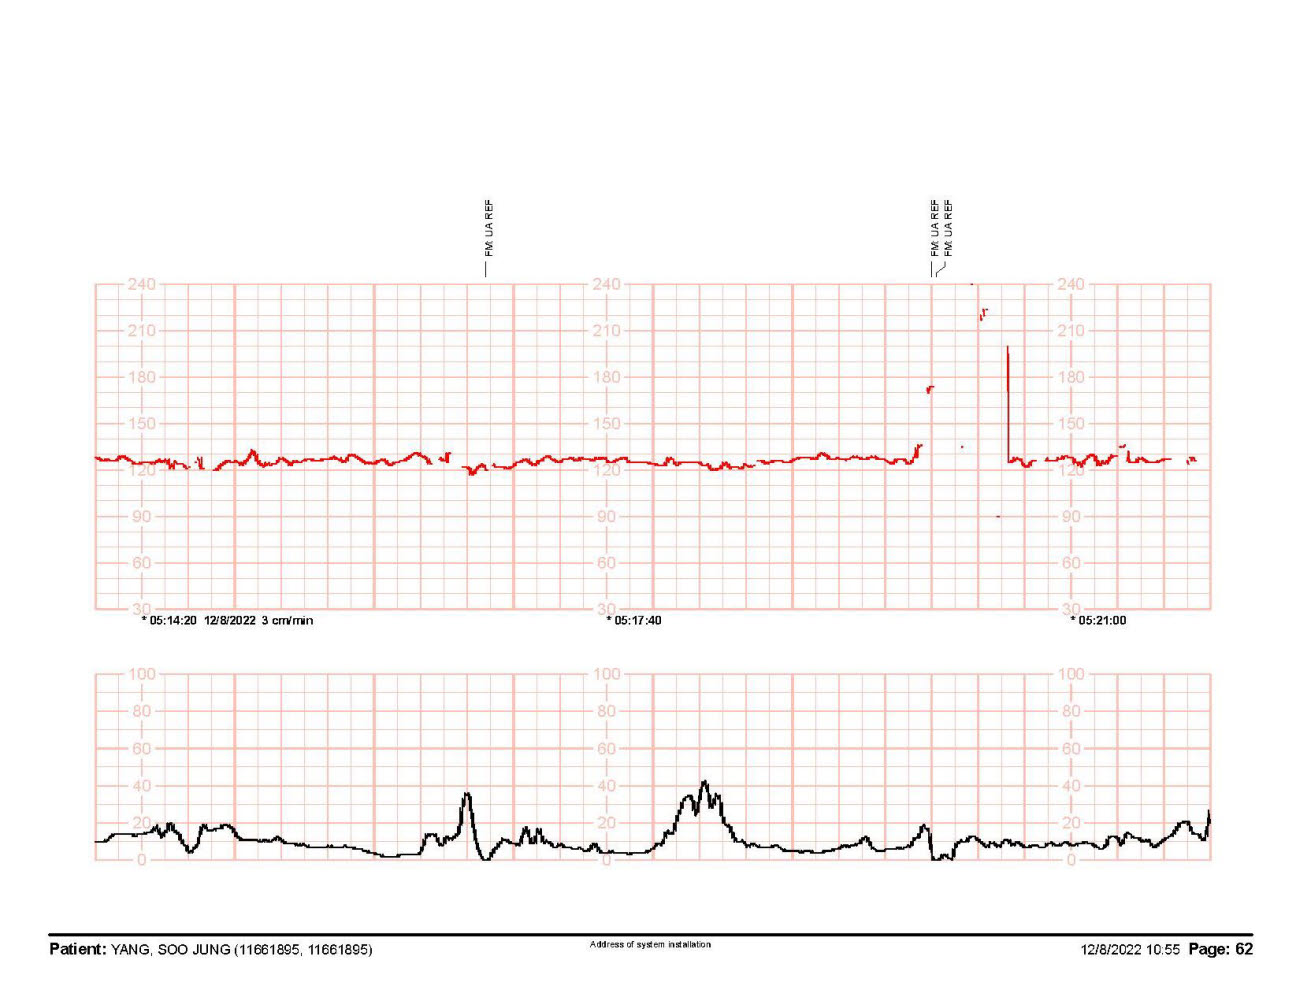 FM: UA REF
FM: UA REF
FM: UA REF
240 240 240
210 210 210
180 180 180
150 150 150
120 120 120
90 90 90
60 60 60
30 30 30
* 05:14:20 12/8/2022 3 cm/min * 05:17:40 * 05:21:00
100 100 100
80 80 80
60 60 60
40 40 40
20 20 20
0 0 0
Patient: YANG, SOO JUNG (11661895, 11661895) Address of system installation 12/8/2022 10:55 Page: 62